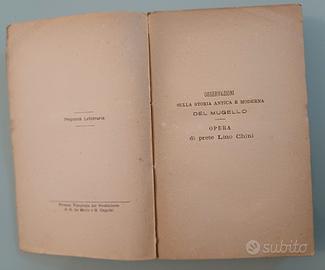 Proprietà Letteraria
OSSERVAZIONI
SULLA STORIA ANTICA E MODERNA
DEL MUGELLO
OPERA
di prete Lino Chini
subito